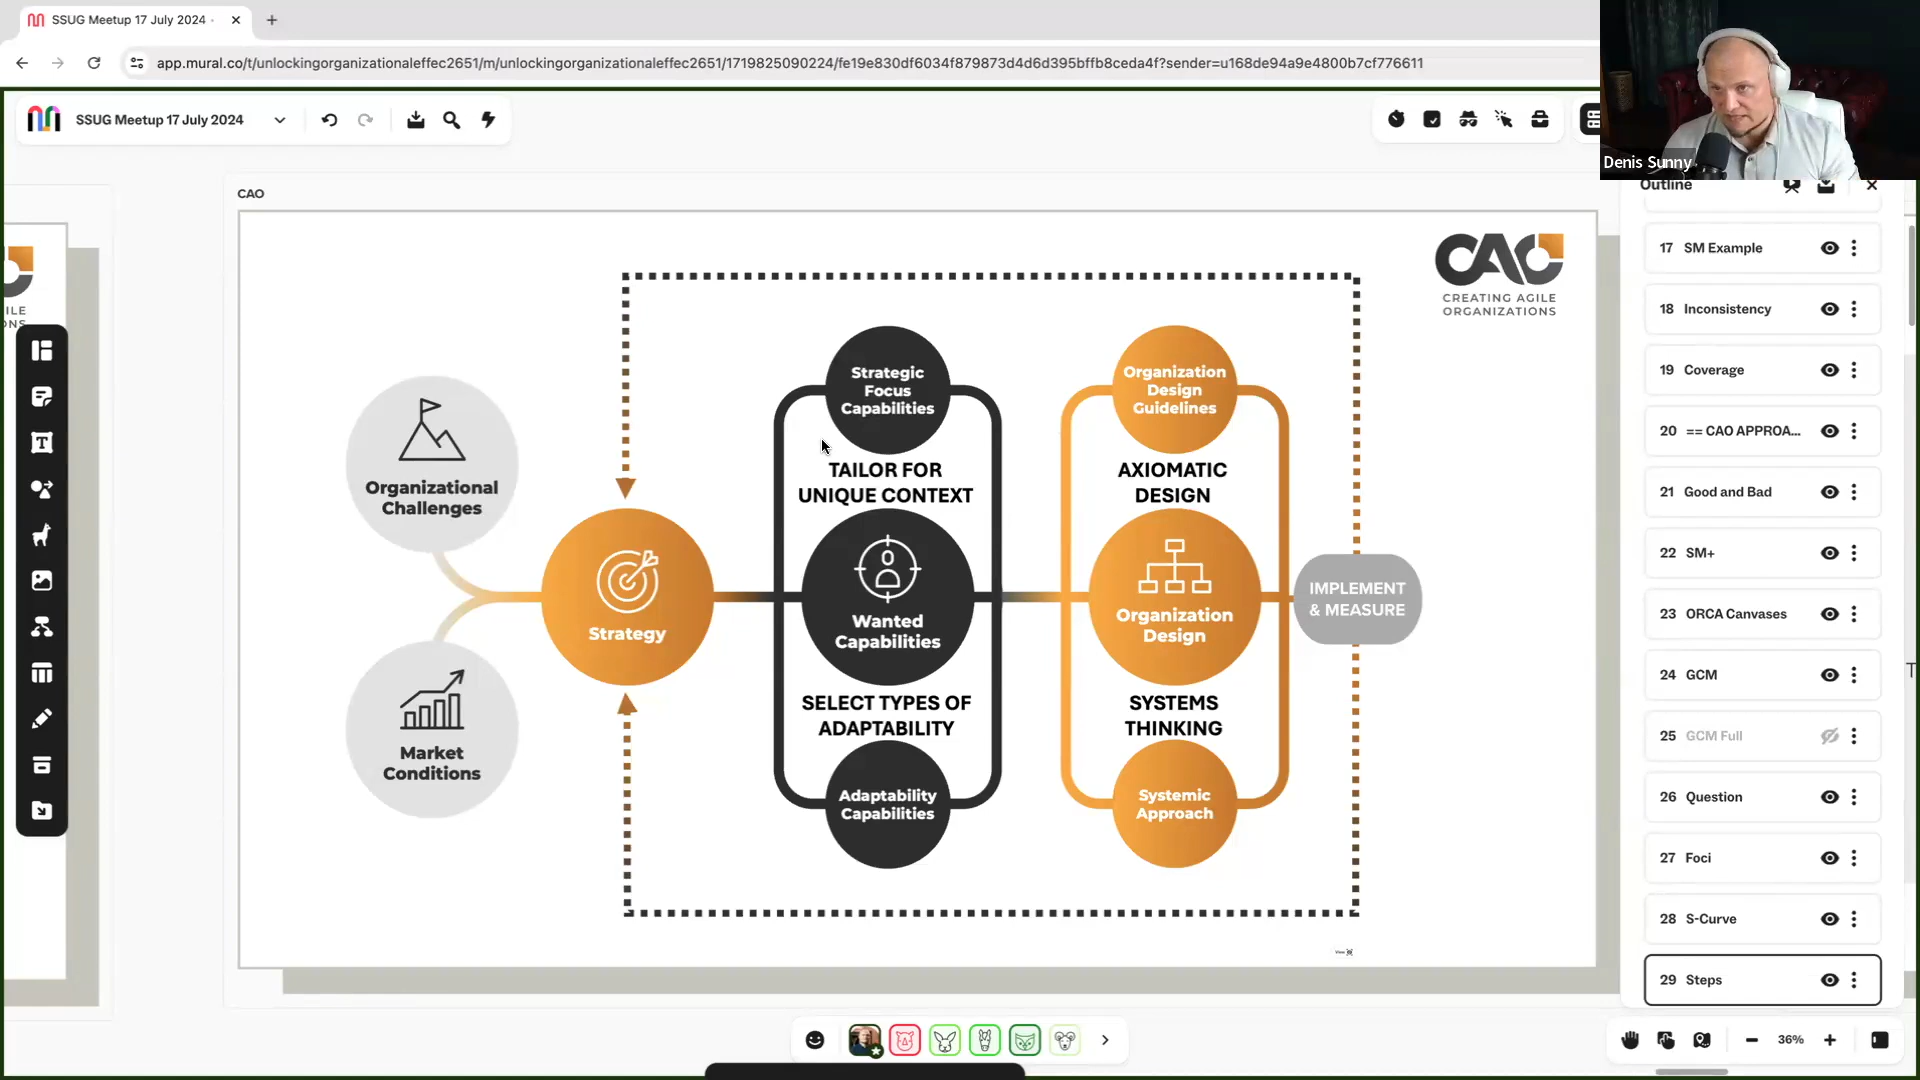 SSUG Meetup 17 July 2024
app.mural.co/t/unlockingorganizationaleffec2651/m/unlockingorganizationaleffec2651/1719825090224/fe19e830df6034f879873d4d6d395bffb8ceda4f?sender=u168de94a9e4800b7cf776611
SSUG Meetup 17 July 2024
Denis Sunny
Outline
CAO
CAO
CREATING AGILE
ORGANIZATIONS
Strategic
Focus
Capabilities
Organization
Design
Guidelines
TAILOR FOR
UNIQUE CONTEXT
AXIOMATIC
DESIGN
Organizational
Challenges
Strategy
Wanted
Capabilities
Organization
Design
IMPLEMENT
& MEASURE
Market
Conditions
SELECT TYPES OF
ADAPTABILITY
SYSTEMS
THINKING
Adaptability
Capabilities
Systemic
Approach
17 SM Example
18 Inconsistency
19 Coverage
20 == CAO APPROA...
21 Good and Bad
22 SM+
23 ORCA Canvases
24 GCM
25 GCM Full
26 Question
27 Foci
28 S-Curve
29 Steps
36%